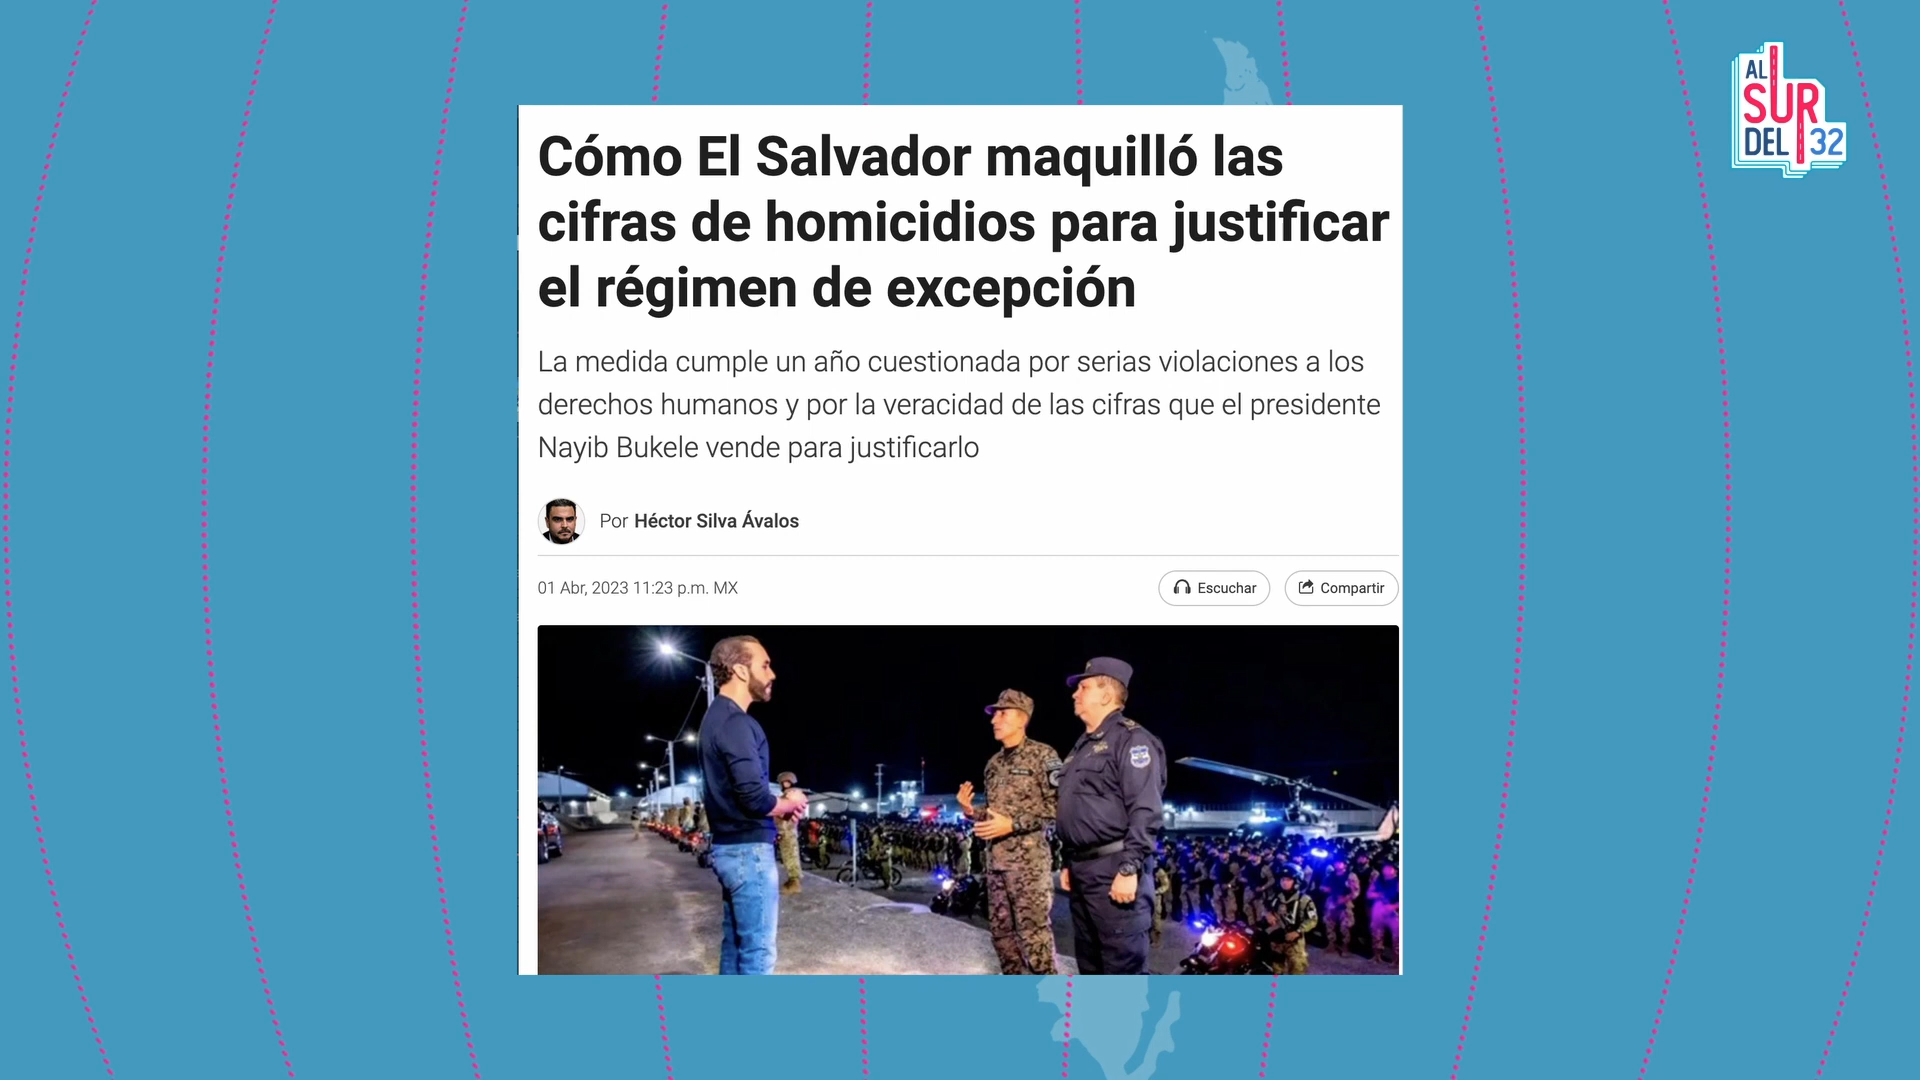 AL
SUR
DEL 32
Cómo El Salvador maquilló las
cifras de homicidios para justificar
el régimen de excepción
La medida cumple un año cuestionada por serias violaciones a los
derechos humanos y por la veracidad de las cifras que el presidente
Nayib Bukele vende para justificarlo
Por Héctor Silva Ávalos
01 Abr, 2023 11:23 p.m. MX
Escuchar
Compartir